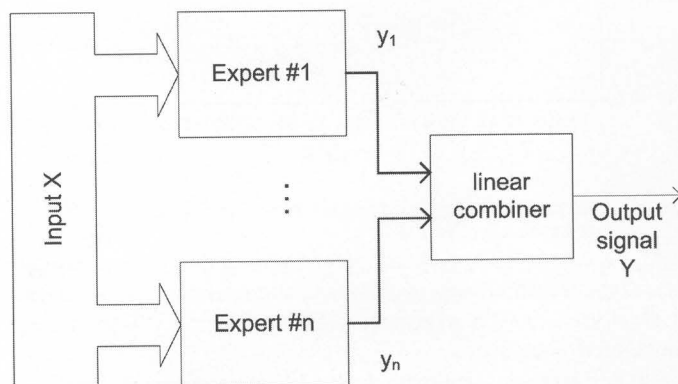 Input X
Expert #1
y1
⋮
Expert #n
yn
linear
combiner
Output
signal
Y